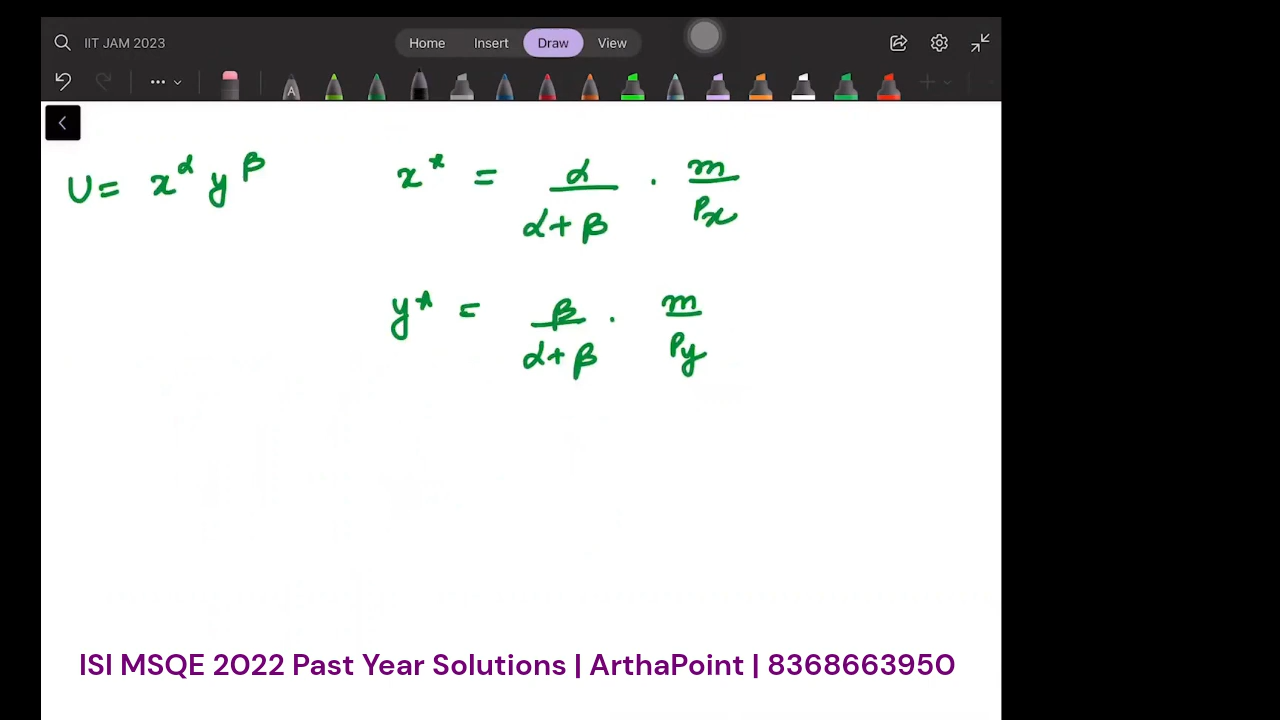 IIT JAM 2023
Home Insert Draw View
A
U = x^α y^β
x* = α/(α+β) · m/Px
y* = β/(α+β) · m/Py
ISI MSQE 2022 Past Year Solutions | ArthaPoint | 8368663950